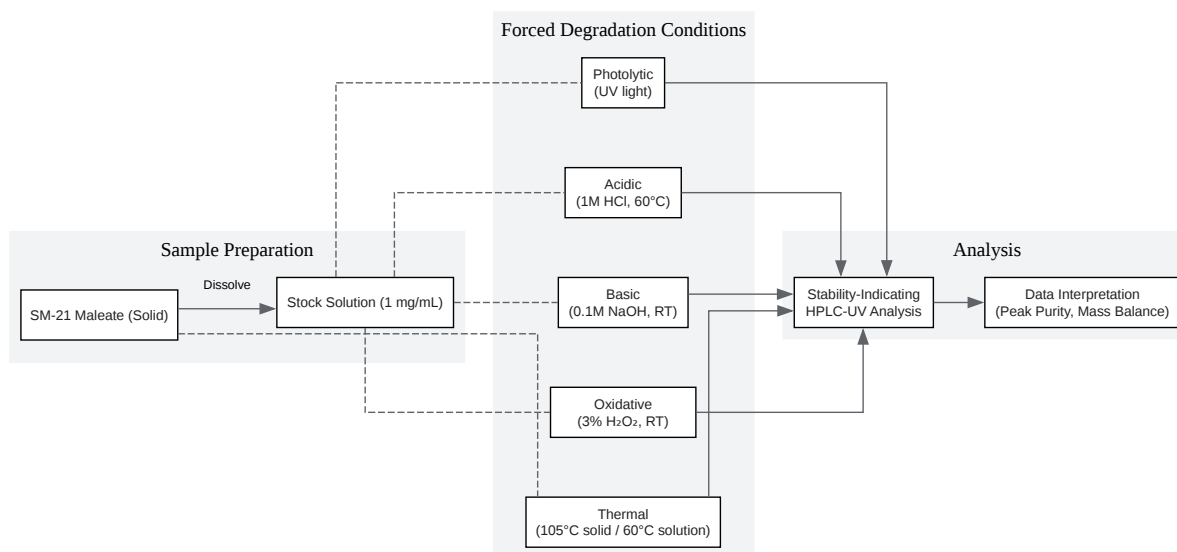 Forced Degradation Conditions
Photolytic
(UV light)
Acidic
(1M HCl, 60°C)
Sample Preparation
Analysis
Dissolve
SM-21 Maleate (Solid)
Stock Solution (1 mg/mL)
Basic
(0.1M NaOH, RT)
Stability-Indicating
HPLC-UV Analysis
Data Interpretation
(Peak Purity, Mass Balance)
Oxidative
(3% H₂O₂, RT)
Thermal
(105°C solid / 60°C solution)